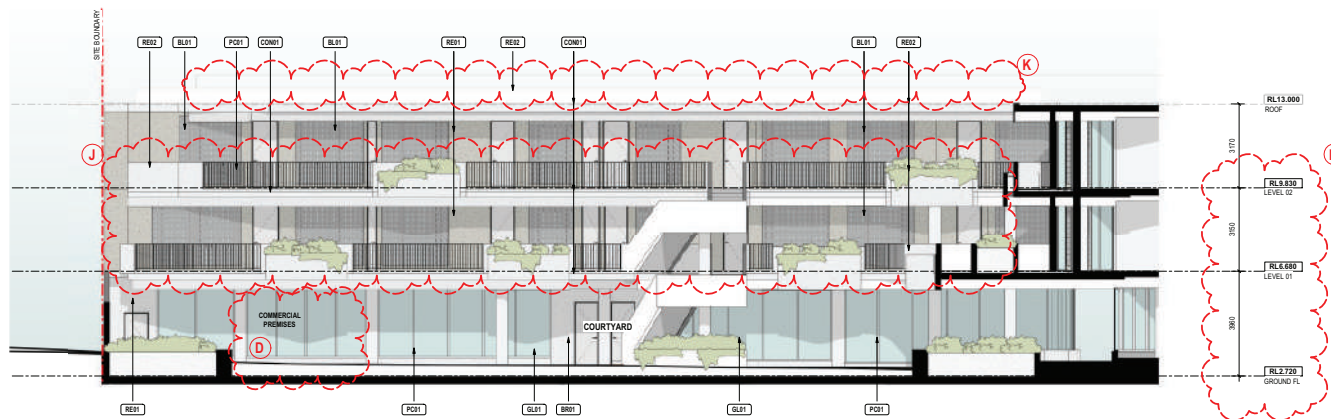 SITE BOUNDARY
RE02
BL01
PC01
CON01
BL01
RE01
RE02
CON01
BL01
RE02
K
RL13.000
ROOF
3170
J
RL9.830
LEVEL 02
3150
RL6.680
LEVEL 01
COMMERCIAL
PREMISES
COURTYARD
D
3960
RL2.720
GROUND FL
RE01
PC01
GL01
BR01
GL01
PC01